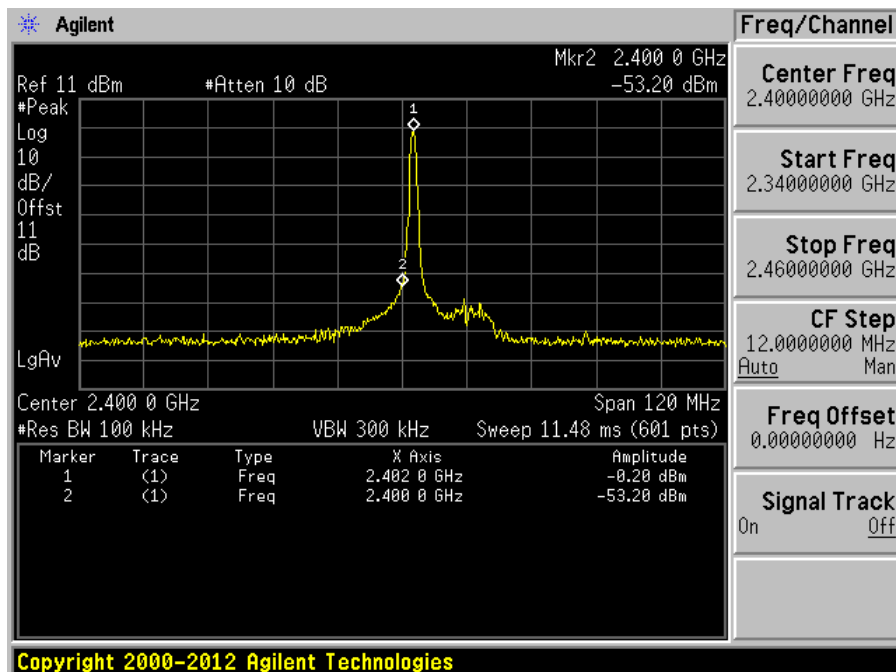 Agilent
Freq/Channel
Mkr2 2.400 0 GHz
Ref 11 dBm #Atten 10 dB -53.20 dBm
#Peak
Log
10
dB/
Offst
11
dB
LgAv
1
2
Center 2.400 0 GHz Span 120 MHz
#Res BW 100 kHz VBW 300 kHz Sweep 11.48 ms (601 pts)
Marker Trace Type X Axis Amplitude
1 (1) Freq 2.402 0 GHz -0.20 dBm
2 (1) Freq 2.400 0 GHz -53.20 dBm
Center Freq
2.40000000 GHz
Start Freq
2.34000000 GHz
Stop Freq
2.46000000 GHz
CF Step
12.0000000 MHz
Auto Man
Freq Offset
0.00000000 Hz
Signal Track
On Off
Copyright 2000-2012 Agilent Technologies